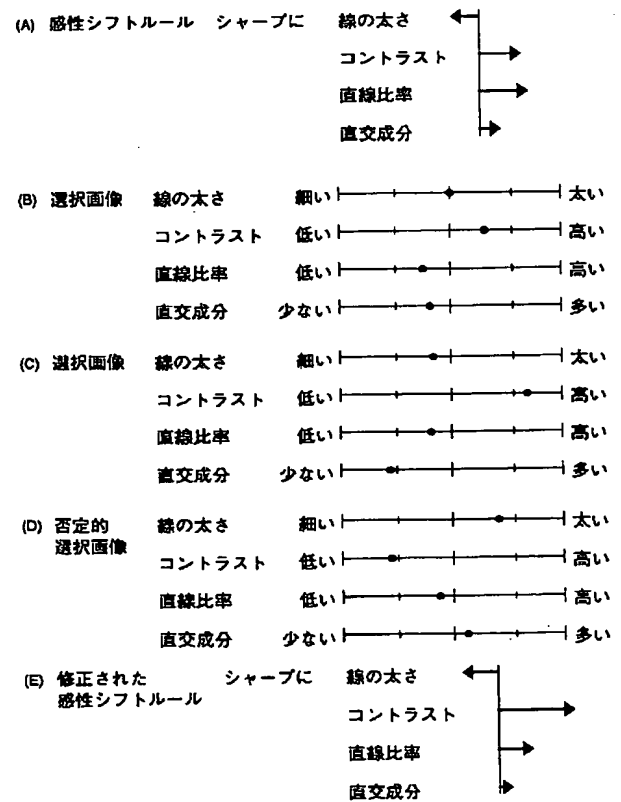 (A) 感性シフトルール シャープに 線の太さ
コントラスト
直線比率
直交成分
(B) 選択画像 線の太さ 細い 太い
コントラスト 低い 高い
直線比率 低い 高い
直交成分 少ない 多い
(C) 選択画像 線の太さ 細い 太い
コントラスト 低い 高い
直線比率 低い 高い
直交成分 少ない 多い
(D) 否定的 線の太さ 細い 太い
選択画像
コントラスト 低い 高い
直線比率 低い 高い
直交成分 少ない 多い
(E) 修正された シャープに 線の太さ
感性シフトルール
コントラスト
直線比率
直交成分